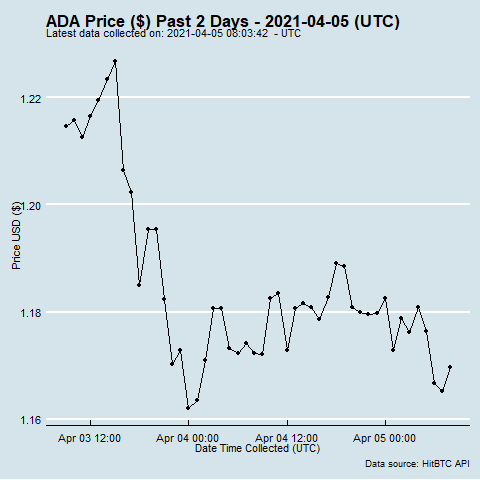 ADA Price ($) Past 2 Days - 2021-04-05 (UTC)
Latest data collected on: 2021-04-05 08:03:42 - UTC
1.22
1.20
1.18
1.16
Price USD ($)
Apr 03 12:00 Apr 04 00:00 Apr 04 12:00 Apr 05 00:00
Date Time Collected (UTC)
Data source: HitBTC API